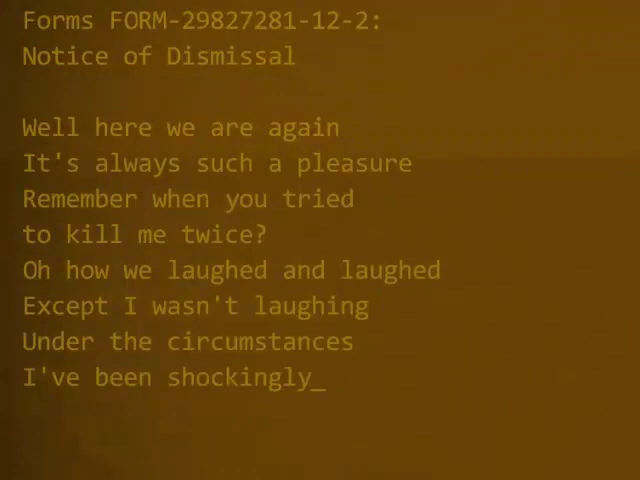 Forms FORM-29827281-12-2:
Notice of Dismissal
Well here we are again
It's always such a pleasure
Remember when you tried
to kill me twice?
Oh how we laughed and laughed
Except I wasn't laughing
Under the circumstances
I've been shockingly_